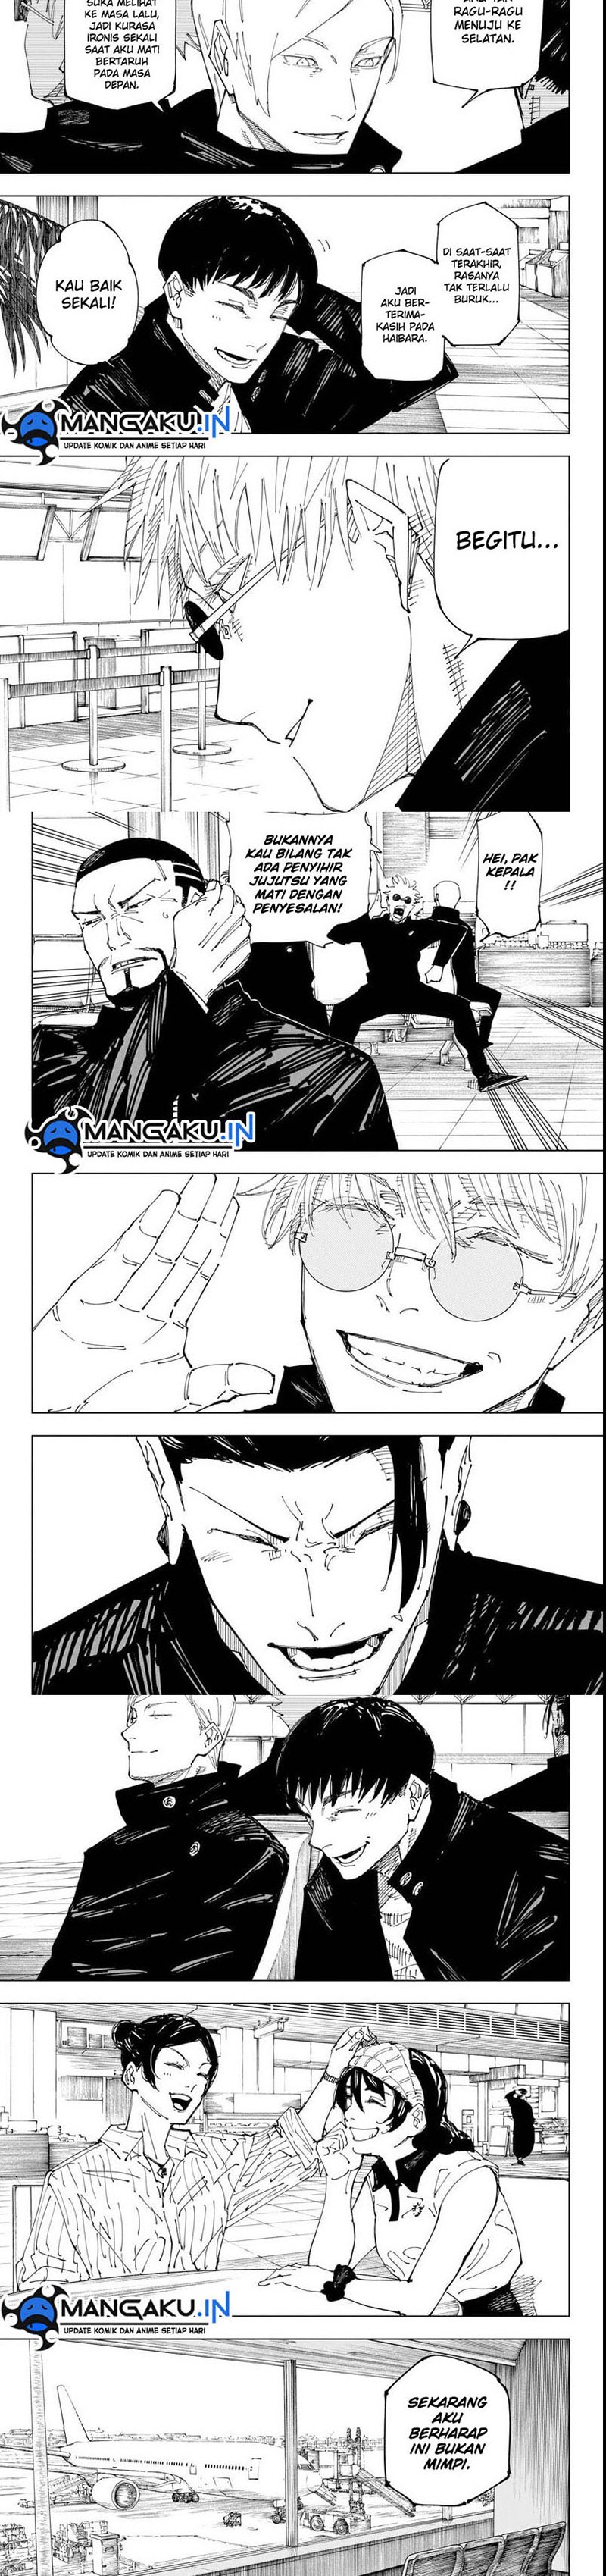 RAGU-RAGU
MENUJU KE
SELATAN.
SUKA MELIHAT
KE MASA LALU,
JADI KURASA
IRONIS SEKALI
SAAT AKU MATI
BERTARUH
PADA MASA
DEPAN.
DI SAAT-SAAT
TERAKHIR,
RASANYA
TAK TERLALU
BURUK...
JADI
AKU BER-
TERIMA-
KASIH PADA
HAIBARA.
KAU BAIK
SEKALI!
MANGAKU.IN
UPDATE KOMIK DAN ANIME SETIAP HARI
BEGITU...
HEI, PAK
KEPALA
!!
BUKANNYA
KAU BILANG TAK
ADA PENYIHIR
JUJUTSU YANG
MATI DENGAN
PENYESALAN!
MANGAKU.IN
UPDATE KOMIK DAN ANIME SETIAP HARI
MANGAKU.IN
UPDATE KOMIK DAN ANIME SETIAP HARI
SEKARANG
AKU
BERHARAP
INI BUKAN
MIMPI.